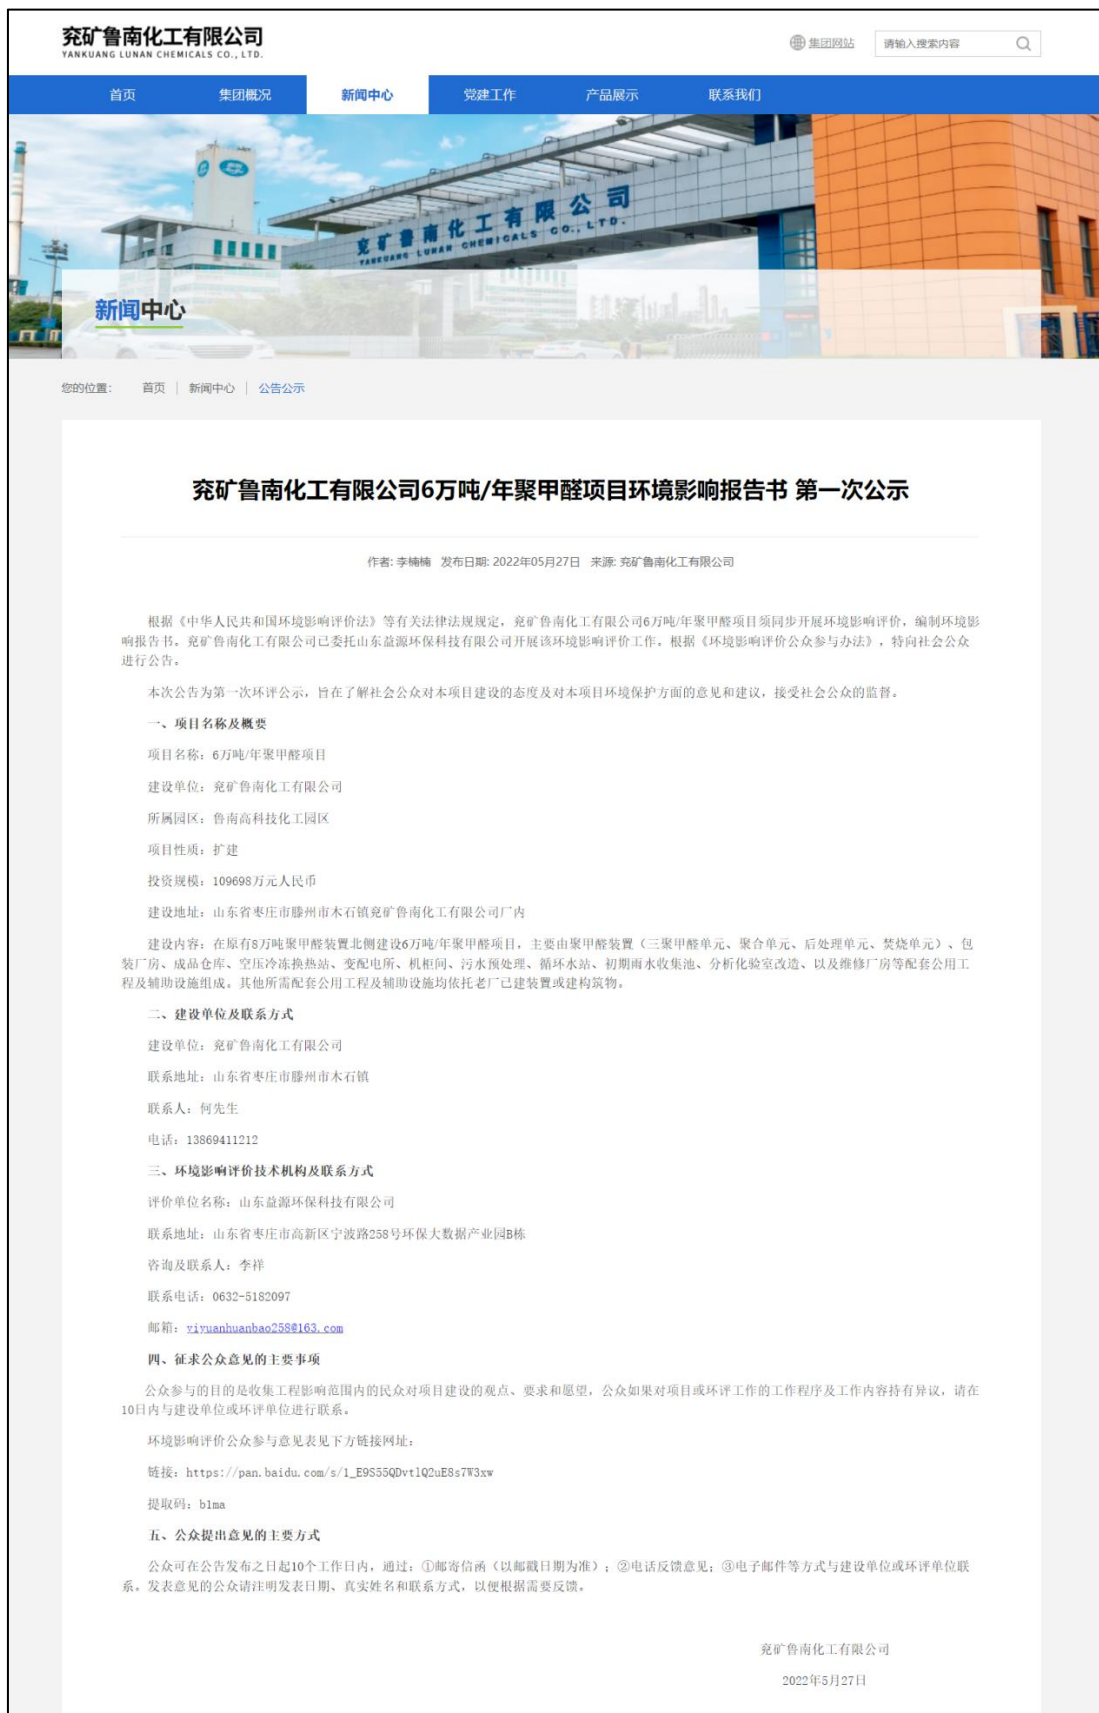 兖矿鲁南化工有限公司
YANKUANG LUNAN CHEMICALS CO., LTD.
集团网站
请输入搜索内容
首页 集团概况 新闻中心 党建工作 产品展示 联系我们
兖矿鲁南化工有限公司
YANKUANG LUNAN CHEMICALS CO., LTD.
新闻中心
您的位置: 首页 | 新闻中心 | 公告公示
兖矿鲁南化工有限公司6万吨/年聚甲醛项目环境影响报告书 第一次公示
作者: 李楠楠 发布日期: 2022年05月27日 来源: 兖矿鲁南化工有限公司
根据《中华人民共和国环境影响评价法》等有关法律法规规定，兖矿鲁南化工有限公司6万吨/年聚甲醛项目须同步开展环境影响评价，编制环境影
响报告书。兖矿鲁南化工有限公司已委托山东益源环保科技有限公司开展该环境影响评价工作。根据《环境影响评价公众参与办法》，特向社会公众
进行公告。
本次公告为第一次环评公示，旨在了解社会公众对本项目建设的态度及对本项目环境保护方面的意见和建议，接受社会公众的监督。
一、项目名称及概要
项目名称：6万吨/年聚甲醛项目
建设单位：兖矿鲁南化工有限公司
所属园区：鲁南高科技化工园区
项目性质：扩建
投资规模：109698万元人民币
建设地址：山东省枣庄市滕州市木石镇兖矿鲁南化工有限公司厂内
建设内容：在原有8万吨聚甲醛装置北侧建设6万吨/年聚甲醛项目，主要由聚甲醛装置（三聚甲醛单元、聚合单元、后处理单元、焚烧单元）、包
装厂房、成品仓库、空压冷冻换热站、变配电所、机柜间、污水预处理、循环水站、初期雨水收集池、分析化验室改造、以及维修厂房等配套公用工
程及辅助设施组成。其他所需配套公用工程及辅助设施均依托老厂已建装置或建构筑物。
二、建设单位及联系方式
建设单位：兖矿鲁南化工有限公司
联系地址：山东省枣庄市滕州市木石镇
联系人：何先生
电话：13869411212
三、环境影响评价技术机构及联系方式
评价单位名称：山东益源环保科技有限公司
联系地址：山东省枣庄市高新区宁波路258号环保大数据产业园B栋
咨询及联系人：李祥
联系电话：0632-5182097
邮箱：yiyuanhuanbao258@163.com
四、征求公众意见的主要事项
公众参与的目的是收集工程影响范围内的民众对项目建设的观点、要求和愿望，公众如果对项目或环评工作的工作程序及工作内容持有异议，请在
10日内与建设单位或环评单位进行联系。
环境影响评价公众参与意见表见下方链接网址：
链接：https://pan.baidu.com/s/1_E9S55QDvtlQ2uE8s7W3xw
提取码：b1ma
五、公众提出意见的主要方式
公众可在公告发布之日起10个工作日内，通过：①邮寄信函（以邮戳日期为准）；②电话反馈意见；③电子邮件等方式与建设单位或环评单位联
系。发表意见的公众请注明发表日期、真实姓名和联系方式，以便根据需要反馈。
兖矿鲁南化工有限公司
2022年5月27日